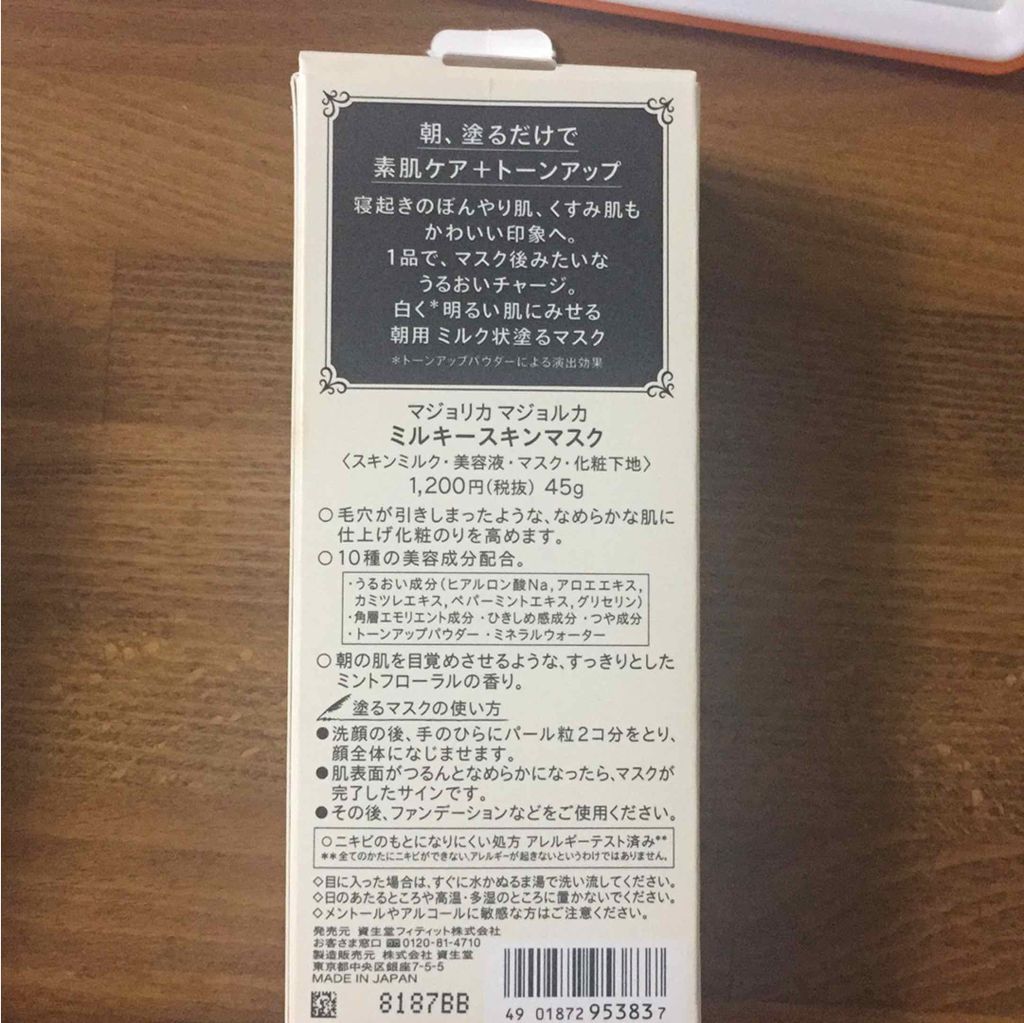 朝、塗るだけで
素肌ケア+トーンアップ
寝起きのぼんやり肌、くすみ肌も
かわいい印象へ。
1品で、マスク後みたいな
うるおいチャージ。
白く*明るい肌にみせる
朝用 ミルク状塗るマスク
*トーンアップパウダーによる演出効果
マジョリカ マジョルカ
ミルキースキンマスク
〈スキンミルク・美容液・マスク・化粧下地〉
1,200円(税抜) 45g
○毛穴が引きしまったような、なめらかな肌に
仕上げ化粧のりを高めます。
○10種の美容成分配合。
・うるおい成分(ヒアルロン酸Na,アロエエキス,
カミツレエキス,ペパーミントエキス,グリセリン)
・角層エモリエント成分 ・ひきしめ感成分 ・つや成分
・トーンアップパウダー ・ミネラルウォーター
○朝の肌を目覚めさせるような、すっきりとした
ミントフローラルの香り。
塗るマスクの使い方
●洗顔の後、手のひらにパール粒2コ分をとり、
顔全体になじませます。
●肌表面がつるんとなめらかになったら、マスクが
完了したサインです。
●その後、ファンデーションなどをご使用ください。
○ニキビのもとになりにくい処方 アレルギーテスト済み**
**全てのかたにニキビができない,アレルギーが起きないというわけではありません。
◇目に入った場合は、すぐに水かぬるま湯で洗い流してください。
◇日のあたるところや高温・多湿のところに置かないでください。
◇メントールやアルコールに敏感な方はご注意ください。
発売元 資生堂フィティット株式会社
お客さま窓口 0120-81-4710
製造販売元 株式会社 資生堂
東京都中央区銀座7-5-5
MADE IN JAPAN
8187BB
49 01872 953837